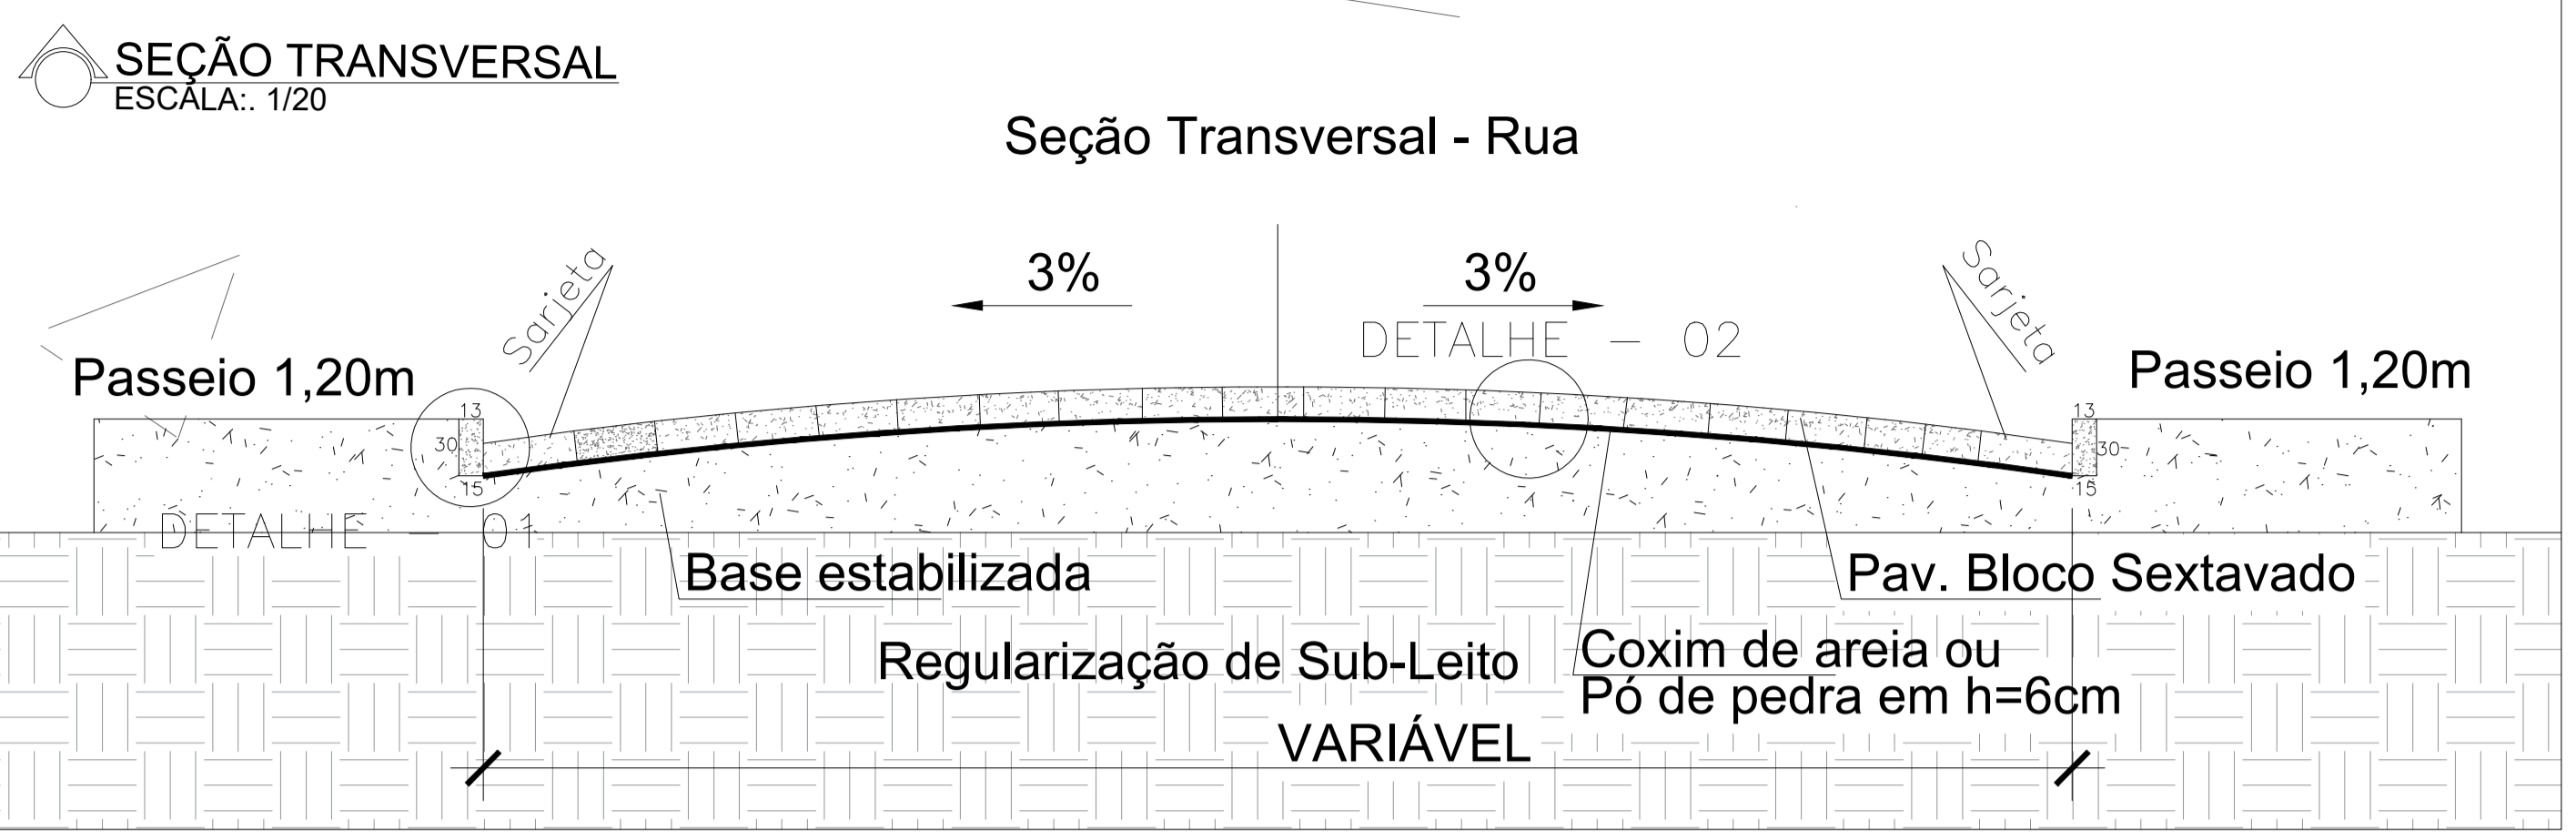 SEÇÃO TRANSVERSAL
ESCALA:. 1/20
Seção Transversal - Rua
Sarjeta
3%
3%
Sarjeta
DETALHE - 02
Passeio 1,20m
Passeio 1,20m
13
30
15
13
30
15
DETALHE - 01
Base estabilizada
Pav. Bloco Sextavado
Regularização de Sub-Leito
Coxim de areia ou
Pó de pedra em h=6cm
VARIÁVEL